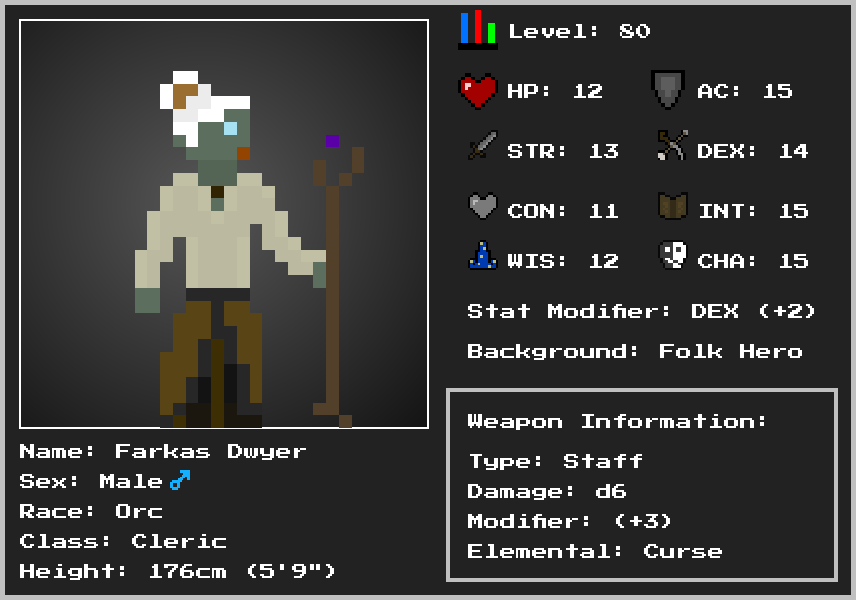 Level: 80
HP: 12 AC: 15
STR: 13 DEX: 14
CON: 11 INT: 15
WIS: 12 CHA: 15
Stat Modifier: DEX (+2)
Background: Folk Hero
Weapon Information:
Type: Staff
Damage: d6
Modifier: (+3)
Elemental: Curse
Name: Farkas Dwyer
Sex: Male ♂
Race: Orc
Class: Cleric
Height: 176cm (5'9")